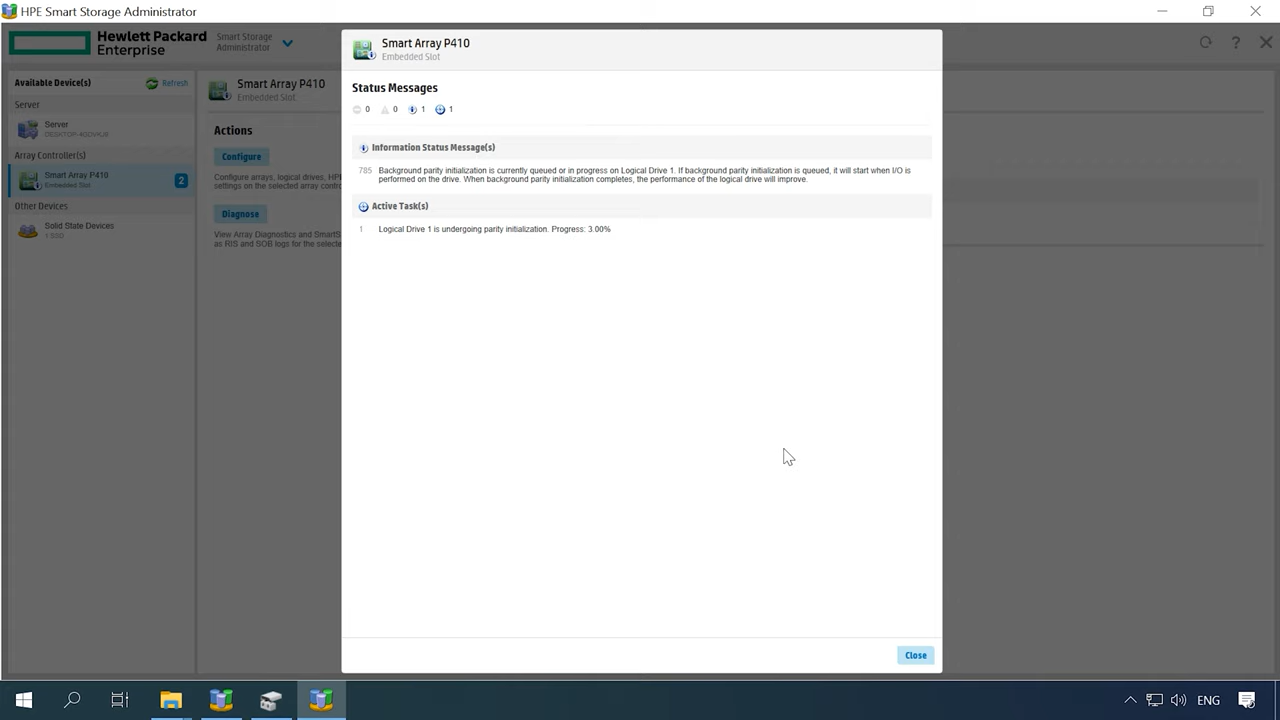 HPE Smart Storage Administrator
Hewlett Packard
Enterprise
Smart Storage
Administrator
Available Device(s)
Refresh
Server
Server
Array Controller(s)
Smart Array P410
Embedded Slot
2
Other Devices
Solid State Devices
1 SSD
Smart Array P410
Embedded Slot
Actions
Configure
Configure arrays, logical drives, HP
settings on the selected array contr
Diagnose
View Array Diagnostics and SmartS
as RIS and SOB logs for the selecte
Smart Array P410
Embedded Slot
Status Messages
0 0 1 1
Information Status Message(s)
785 Background parity initialization is currently queued or in progress on Logical Drive 1. If background parity initialization is queued, it will start when I/O is
performed on the drive. When background parity initialization completes, the performance of the logical drive will improve.
Active Task(s)
1 Logical Drive 1 is undergoing parity initialization. Progress: 3.00%
Close
ENG